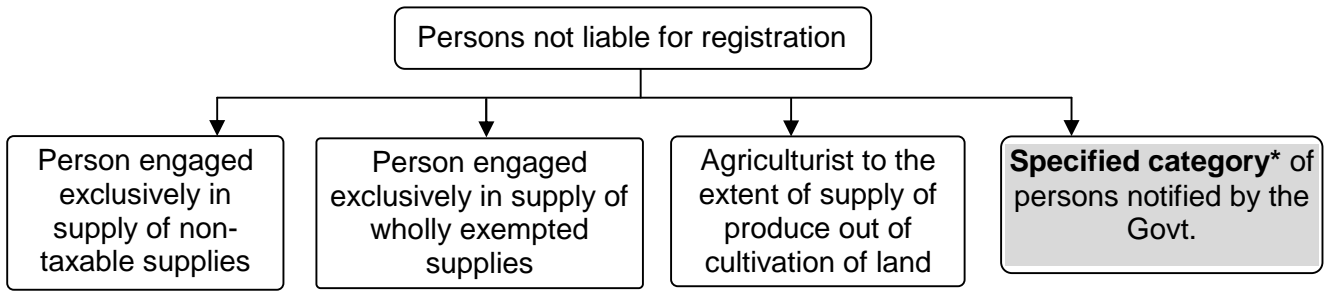 Persons not liable for registration
Person engaged
exclusively in
supply of non-
taxable supplies
Person engaged
exclusively in supply of
wholly exempted
supplies
Agriculturist to the
extent of supply of
produce out of
cultivation of land
Specified category* of
persons notified by the
Govt.